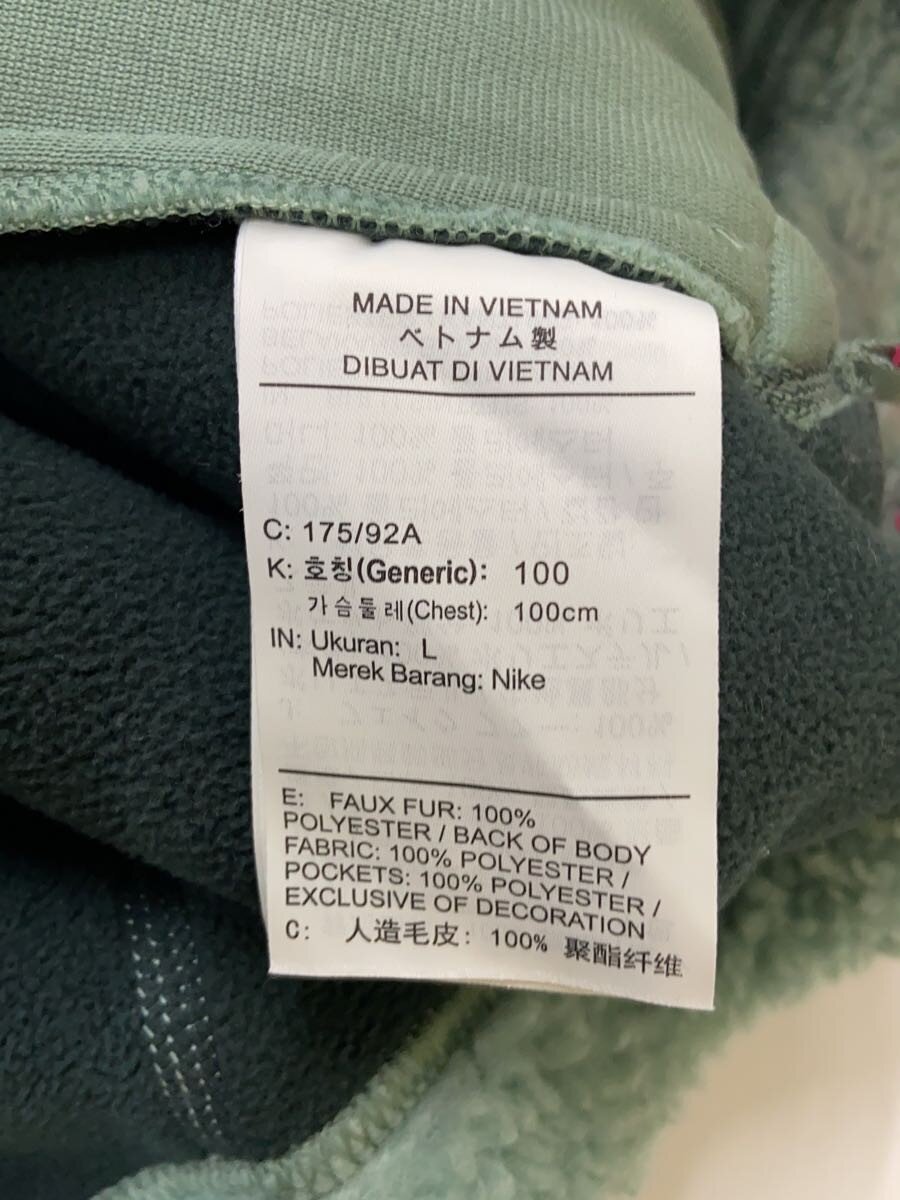 MADE IN VIETNAM
ベトナム製
DIBUAT DI VIETNAM
C: 175/92A
K: 호칭(Generic): 100
가슴둘레(Chest): 100cm
IN: Ukuran: L
Merek Barang: Nike
E: FAUX FUR: 100%
POLYESTER / BACK OF BODY
FABRIC: 100% POLYESTER /
POCKETS: 100% POLYESTER /
EXCLUSIVE OF DECORATION
C: 人造毛皮: 100% 聚酯纤维